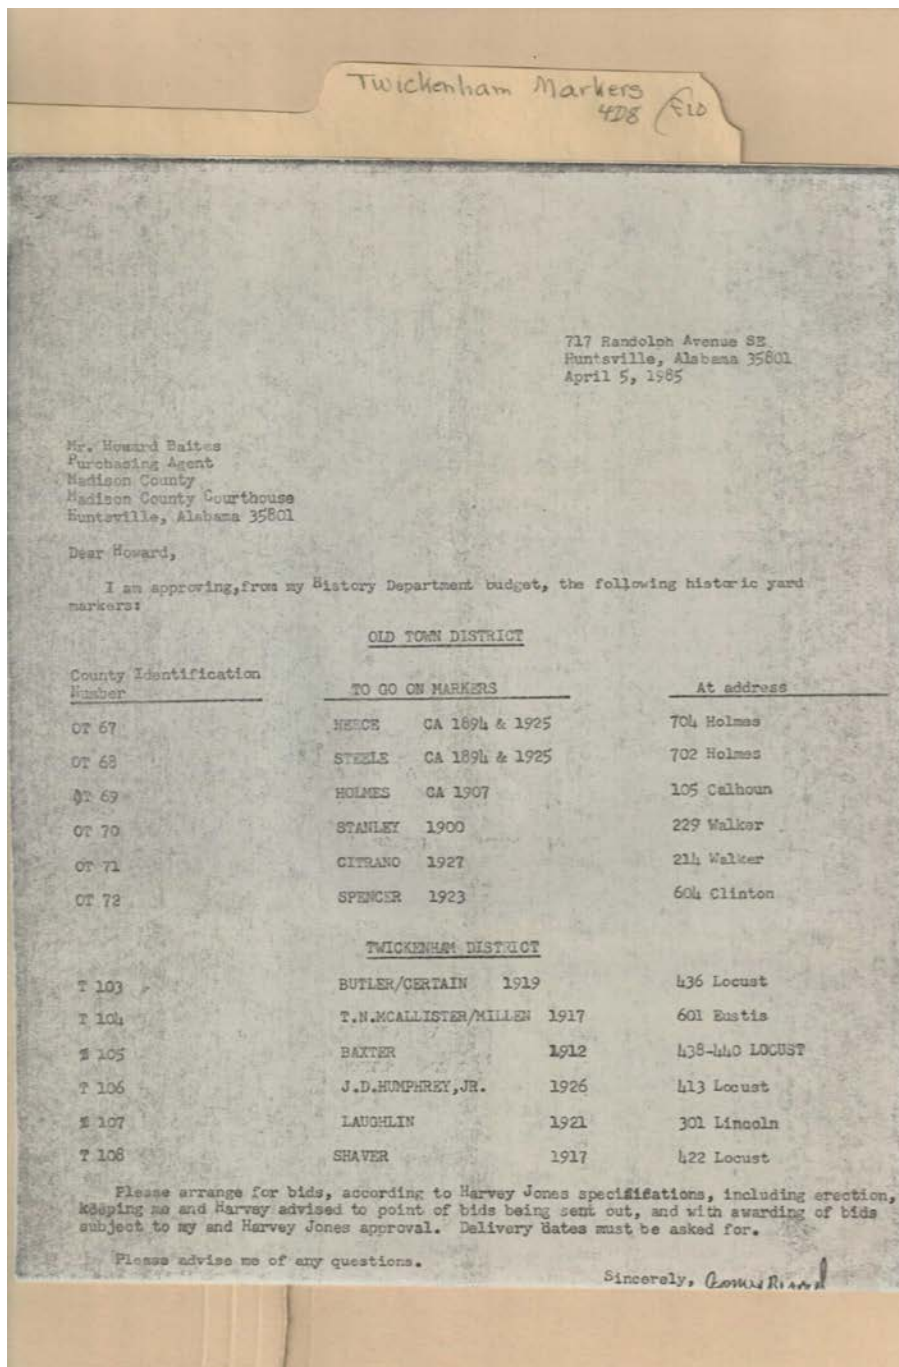 Twickenham Markers
4D8
717 Randolph Avenue SE
Huntsville, Alabama 35801
April 5, 1985
Mr. Howard Baites
Purchasing Agent
Madison County
Madison County Courthouse
Huntsville, Alabama 35801
Dear Howard,
I am approving,from my History Department budget, the following historic yard
markers:
OLD TOWN DISTRICT
County Identification
Number TO GO ON MARKERS At address
OT 67 CA 1894 & 1925 704 Holmes
OT 68 STEELE CA 1894 & 1925 702 Holmes
OT 69 HOLMES CA 1907 105 Calhoun
OT 70 STANLEY 1900 229 Walker
OT 71 CITRANO 1927 214 Walker
OT 72 SPENCER 1923 604 Clinton
TWICKENHAM DISTRICT
T 103 BUTLER/CERTAIN 1919 436 Locust
T 104 T.N.MCALLISTER/MILLEN 1917 601 Eustis
T 105 BAXTER 1912 438-440 LOCUST
T 106 J.D.HUMPHREY,JR. 1926 413 Locust
T 107 LAUGHLIN 1921 301 Lincoln
T 108 SHAVER 1917 422 Locust
Please arrange for bids, according to Harvey Jones specifications, including erection,
keeping me and Harvey advised to point of bids being sent out, and with awarding of bids
subject to my and Harvey Jones approval. Delivery dates must be asked for.
Please advise me of any questions.
Sincerely,